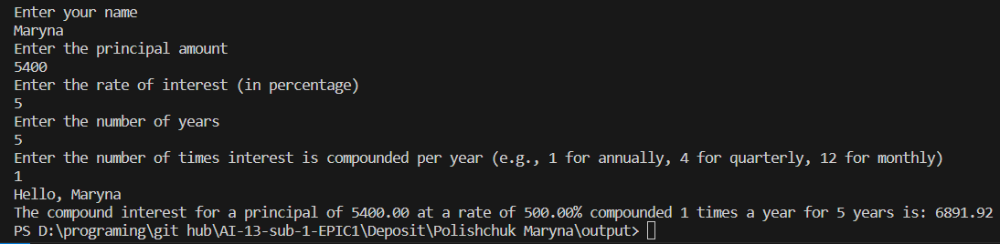 Enter your name
Maryna
Enter the principal amount
5400
Enter the rate of interest (in percentage)
5
Enter the number of years
5
Enter the number of times interest is compounded per year (e.g., 1 for annually, 4 for quarterly, 12 for monthly)
1
Hello, Maryna
The compound interest for a principal of 5400.00 at a rate of 500.00% compounded 1 times a year for 5 years is: 6891.92
PS D:\programing\git hub\AI-13-sub-1-EPIC1\Deposit\Polishchuk Maryna\output>